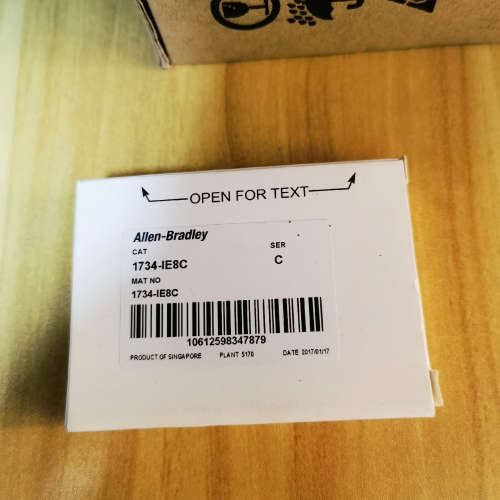 OPEN FOR TEXT
Allen-Bradley
CAT SER
1734-IE8C C
MAT NO
1734-IE8C
10612598347879
PRODUCT OF SINGAPORE PLANT 5170 DATE 2017/01/17